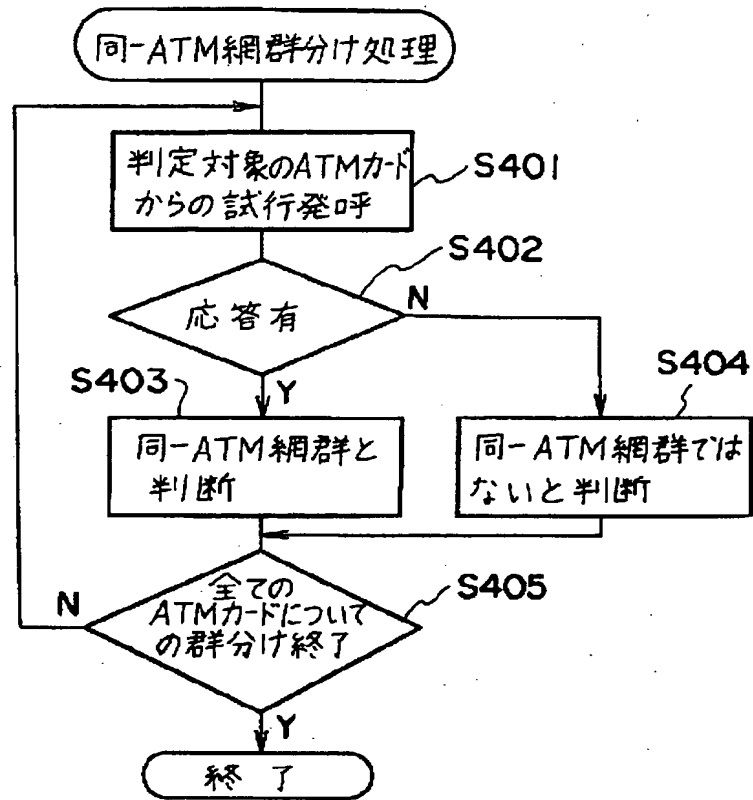 同一ATM網群分け処理
判定対象のATMカード
からの試行発呼
S401
S402
応答有
N
S403
Y
S404
同一ATM網群と
判断
同一ATM網群では
ないと判断
全ての
ATMカードについて
の群分け終了
S405
N
Y
終了